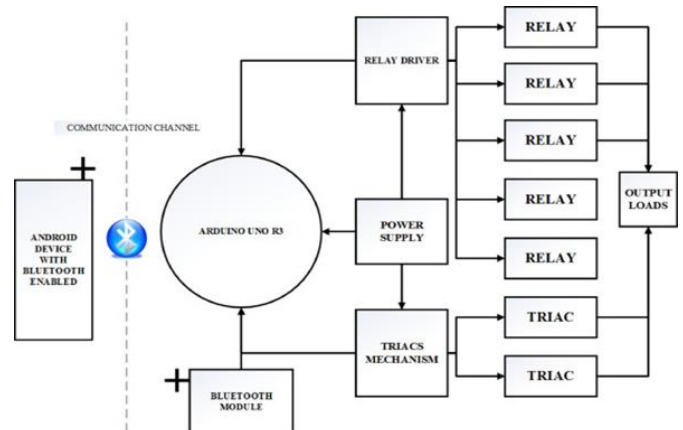 COMMUNICATION CHANNEL
ANDROID
DEVICE
WITH
BLUETOOTH
ENABLED
ARDUINO UNO R3
BLUETOOTH
MODULE
RELAY DRIVER
POWER
SUPPLY
TRIACS
MECHANISM
RELAY
RELAY
RELAY
RELAY
RELAY
TRIAC
TRIAC
OUTPUT
LOADS